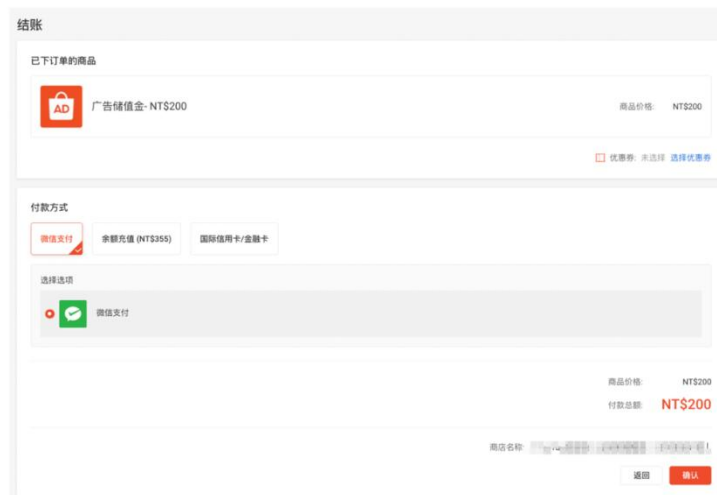 结账
已下订单的商品
AD 广告储值金- NT$200 商品价格: NT$200
优惠券: 未选择 选择优惠券
付款方式
微信支付 余额充值 (NT$355) 国际信用卡/金融卡
选择选项
微信支付
商品价格: NT$200
付款总额: NT$200
商店名称:
返回 确认